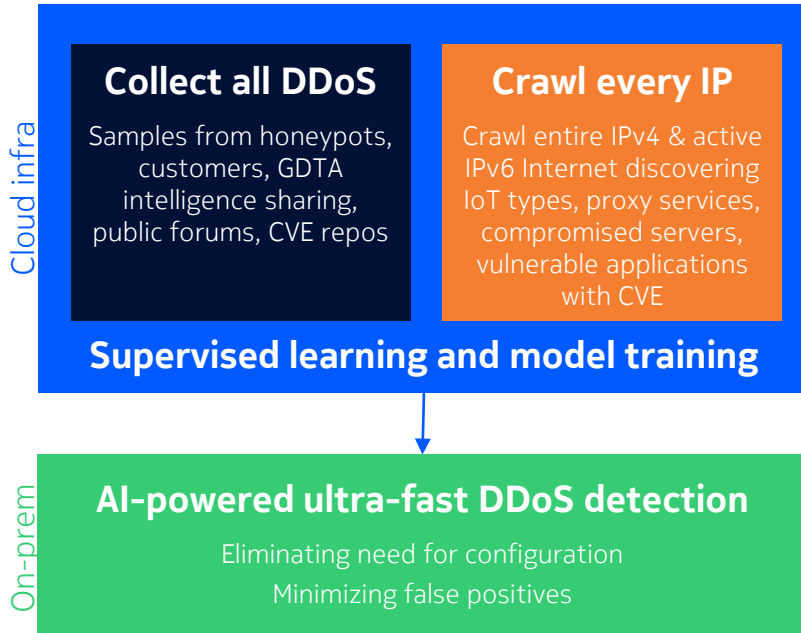 Cloud infra
Collect all DDoS
Samples from honeypots,
customers, GDTA
intelligence sharing,
public forums, CVE repos
Crawl every IP
Crawl entire IPv4 & active
IPv6 Internet discovering
IoT types, proxy services,
compromised servers,
vulnerable applications
with CVE
Supervised learning and model training
On-prem
AI-powered ultra-fast DDoS detection
Eliminating need for configuration
Minimizing false positives